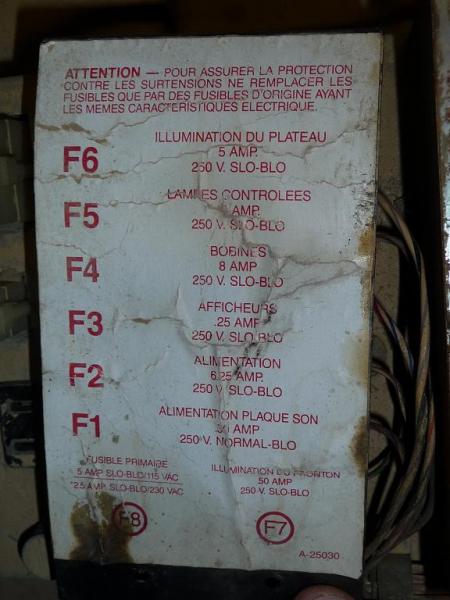 ATTENTION — POUR ASSURER LA PROTECTION
CONTRE LES SURTENSIONS NE REMPLACER LES
FUSIBLES QUE PAR DES FUSIBLES D'ORIGINE AYANT
LES MEMES CARACTERISTIQUES ELECTRIQUE.
F6
ILLUMINATION DU PLATEAU
5 AMP.
250 V. SLO-BLO
F5
LAMPES CONTROLEES
AMP.
250 V. SLO-BLO
F4
BOBINES
8 AMP
250 V. SLO-BLO
F3
AFFICHEURS
.25 AMP
250 V. SLO BLO
F2
ALIMENTATION
6.25 AMP.
250 V SLO-BLO
F1
ALIMENTATION PLAQUE SON
AMP
250 V. NORMAL-BLO
FUSIBLE PRIMAIRE
5 AMP SLO-BLO/115 VAC
*2.5 AMP. SLO-BLO/230 VAC
F8
ILLUMINATION DU FRONTON
50 AMP
250 V. SLO-BLO
F7
A-25030